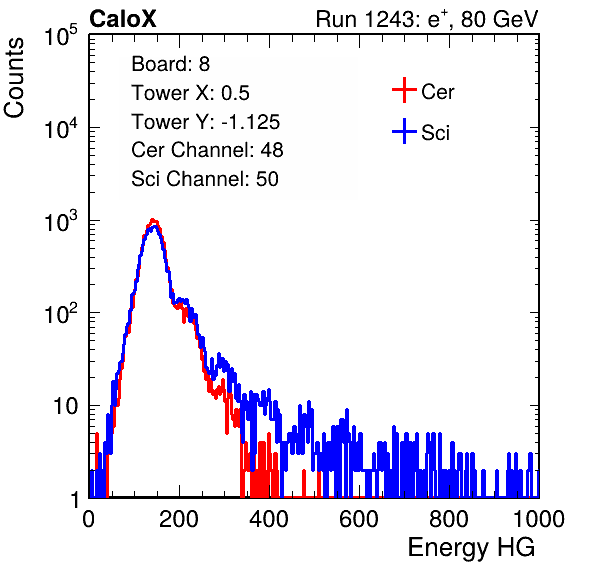 CaloX Run 1243: e⁺, 80 GeV
Counts
10⁵
10⁴
10³
10²
10
1
Board: 8
Tower X: 0.5
Tower Y: -1.125
Cer Channel: 48
Sci Channel: 50
Cer
Sci
0 200 400 600 800 1000
Energy HG